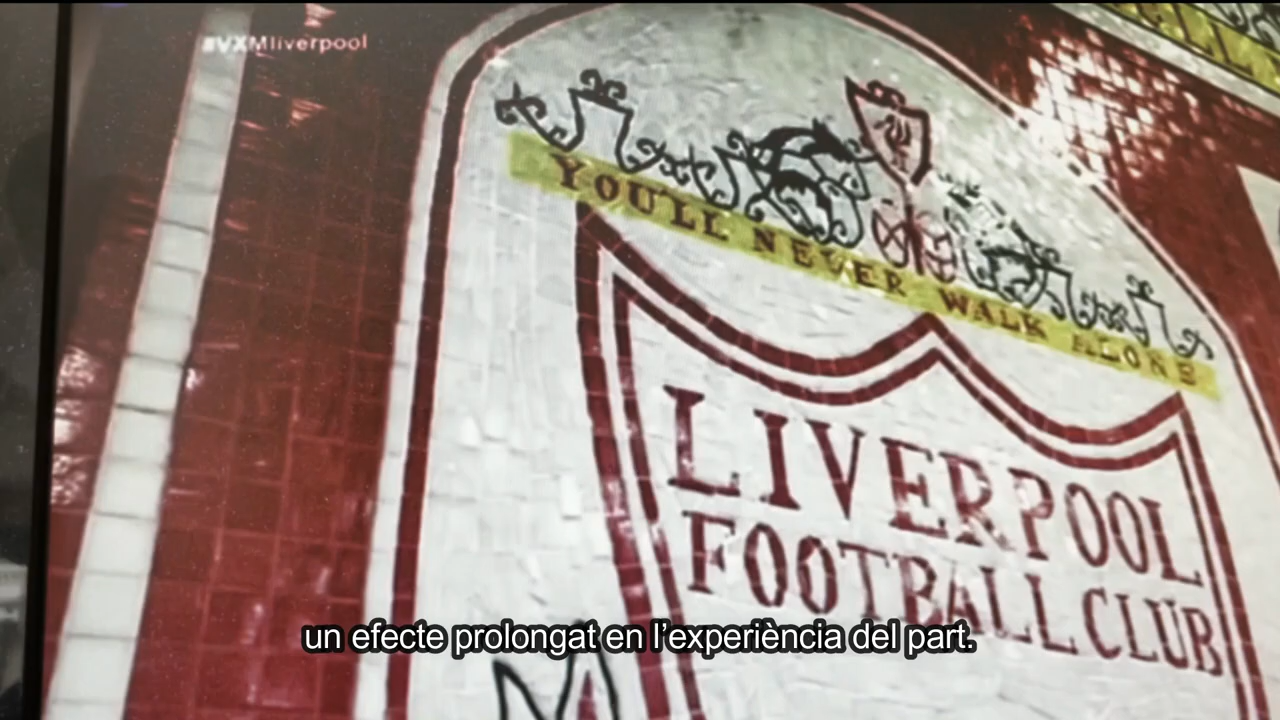 #VXMliverpool
YOU'LL NEVER WALK ALONE
LIVERPOOL
FOOTBALL CLUB
un efecte prolongat en l'experiència del part.